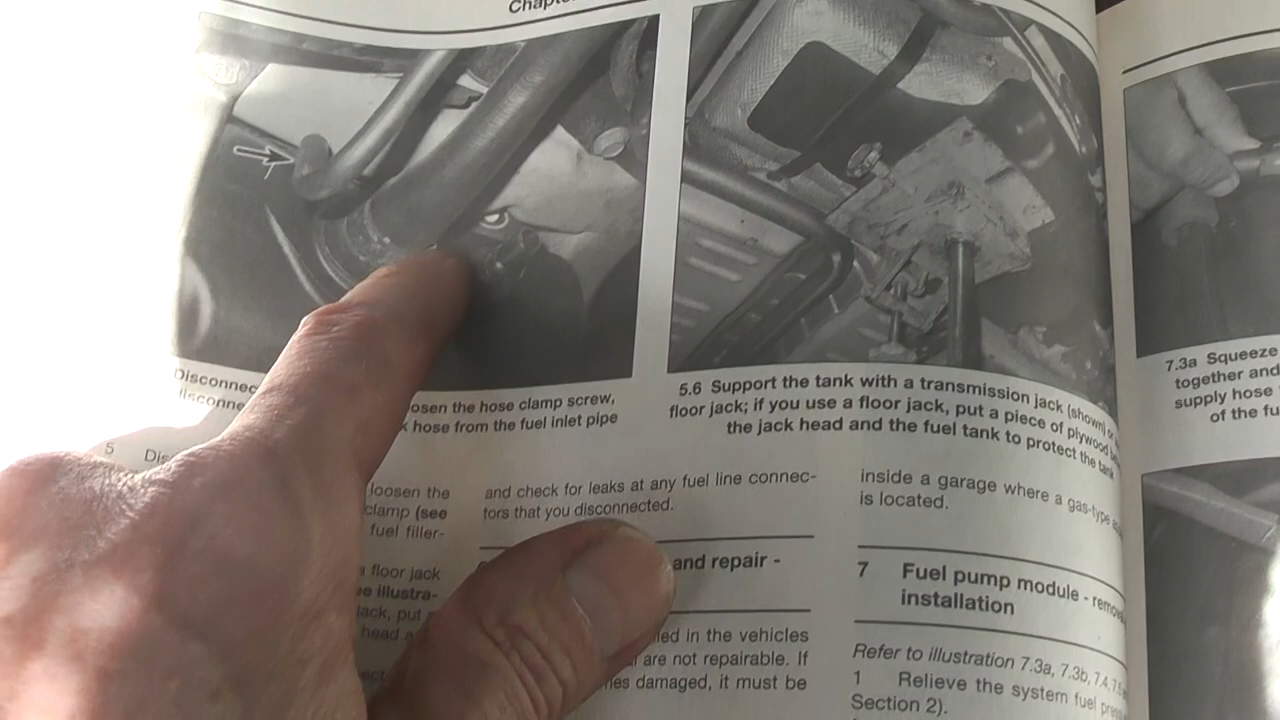 Disconnec
disconne
osen the hose clamp screw,
hose from the fuel inlet pipe
5.6 Support the tank with a transmission jack (shown)
floor jack; if you use a floor jack, put a piece of plywood
the jack head and the fuel tank to protect the tank
7.3a Squeeze
together and
supply hose
of the fu
5 Dis
loosen the
clamp (see
fuel filler-
a floor jack
illustra-
jack, put
head a
and check for leaks at any fuel line connec-
tors that you disconnected.
and repair -
led in the vehicles
are not repairable. If
mes damaged, it must be
inside a garage where a gas-type
is located.
7 Fuel pump module - remov
installation
Refer to illustration 7.3a, 7.3b, 7.4, 7.5
1 Relieve the system fuel pres
Section 2).